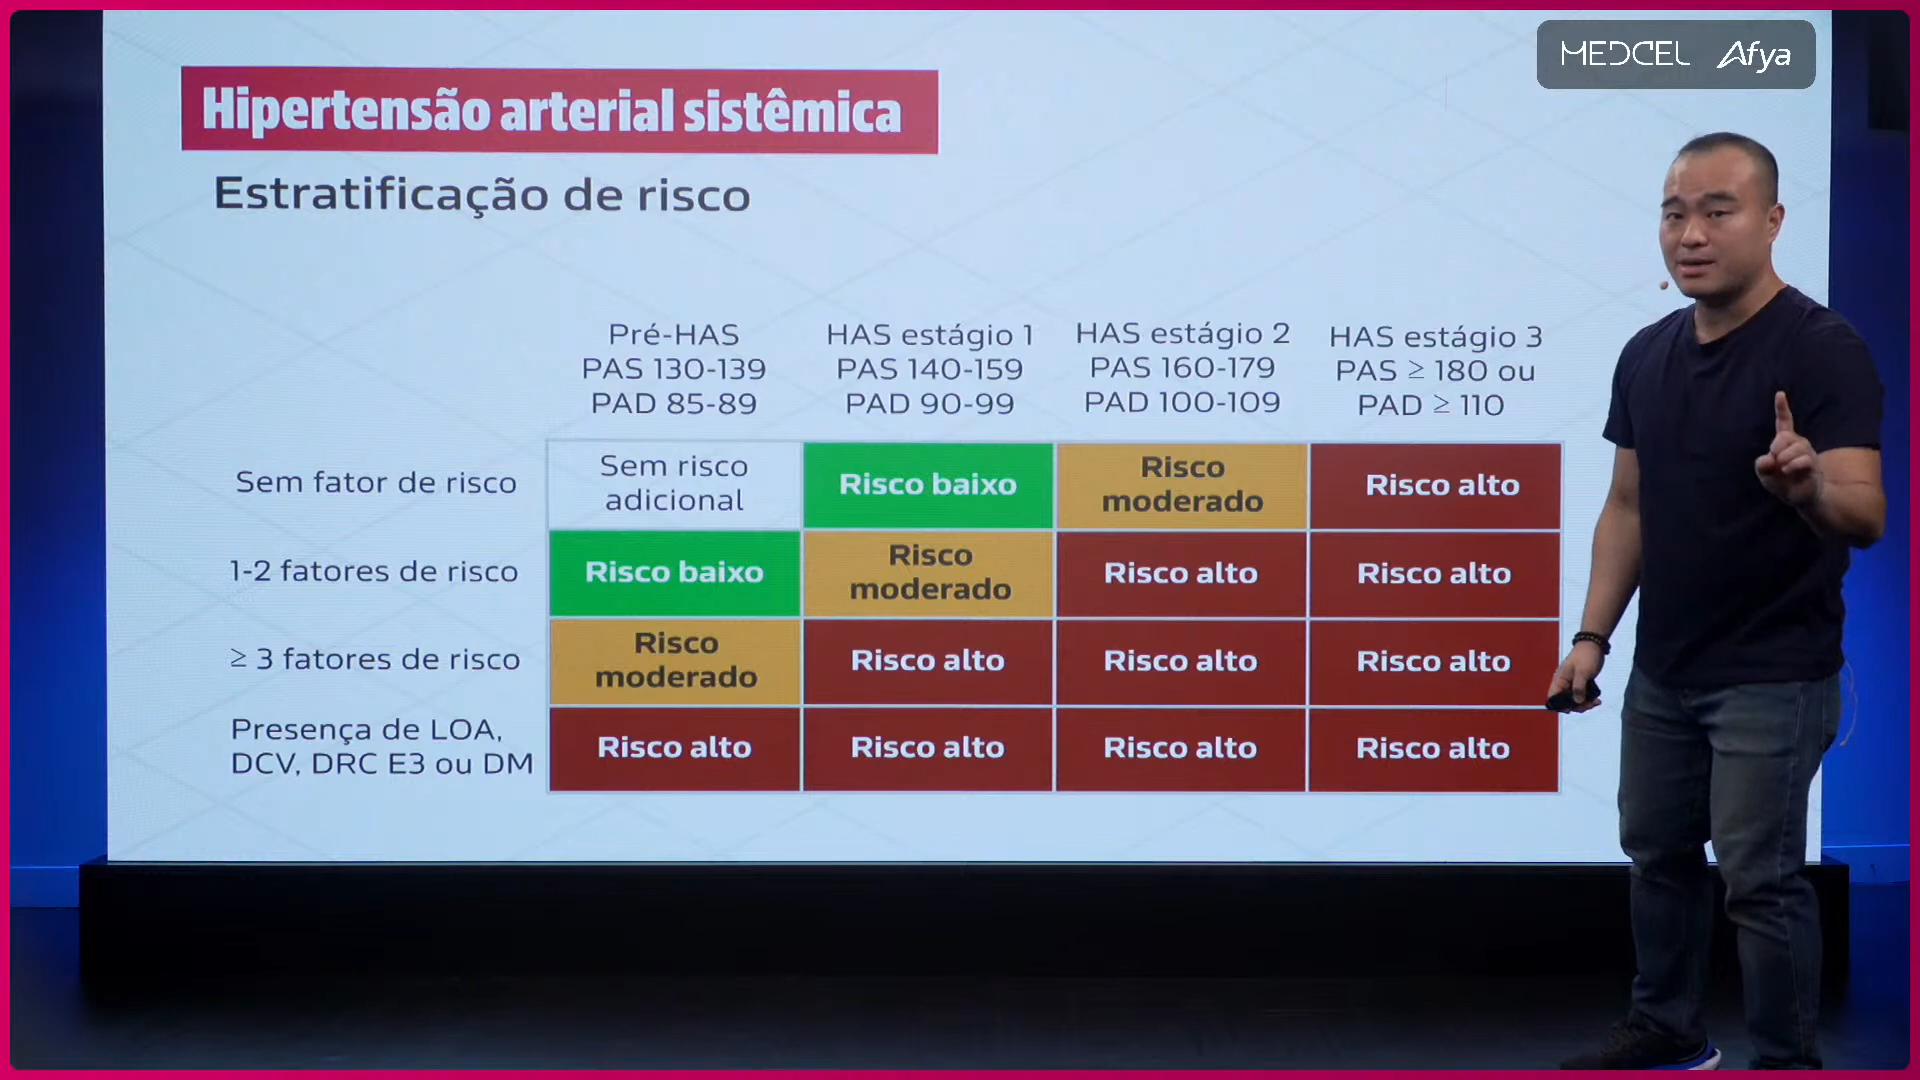 MEDCEL Afya
Hipertensão arterial sistêmica
Estratificação de risco
Pré-HAS
PAS 130-139
PAD 85-89
HAS estágio 1
PAS 140-159
PAD 90-99
HAS estágio 2
PAS 160-179
PAD 100-109
HAS estágio 3
PAS ≥ 180 ou
PAD ≥ 110
Sem fator de risco
Sem risco
adicional
Risco baixo
Risco
moderado
Risco alto
1-2 fatores de risco
Risco baixo
Risco
moderado
Risco alto
Risco alto
≥ 3 fatores de risco
Risco
moderado
Risco alto
Risco alto
Risco alto
Presença de LOA,
DCV, DRC E3 ou DM
Risco alto
Risco alto
Risco alto
Risco alto